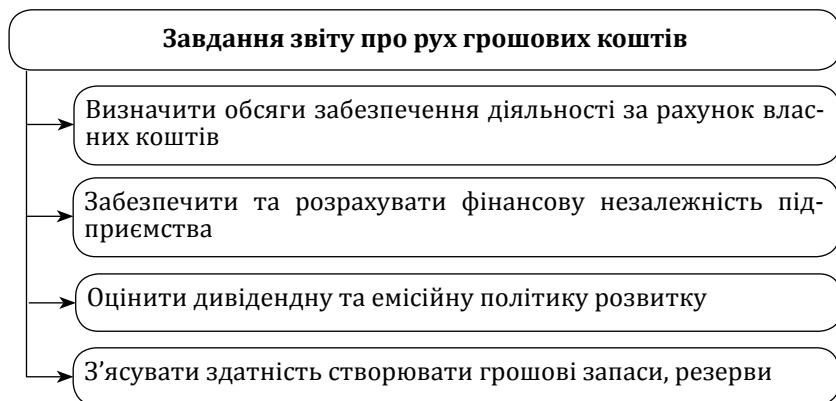 Завдання звіту про рух грошових коштів
Визначити обсяги забезпечення діяльності за рахунок влас-
них коштів
Забезпечити та розрахувати фінансову незалежність під-
приємства
Оцінити дивідендну та емісійну політику розвитку
З’ясувати здатність створювати грошові запаси, резерви